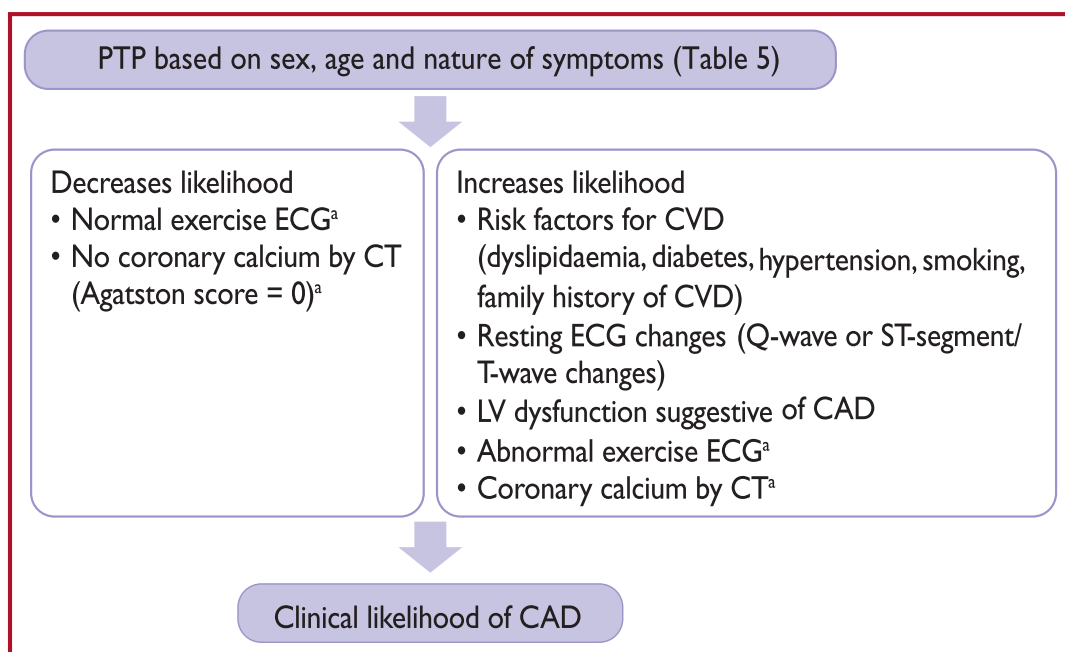 PTP based on sex, age and nature of symptoms (Table 5)
Decreases likelihood
• Normal exercise ECGᵃ
• No coronary calcium by CT
(Agatston score = 0)ᵃ
Increases likelihood
• Risk factors for CVD
(dyslipidaemia, diabetes, hypertension, smoking,
family history of CVD)
• Resting ECG changes (Q-wave or ST-segment/
T-wave changes)
• LV dysfunction suggestive of CAD
• Abnormal exercise ECGᵃ
• Coronary calcium by CTᵃ
Clinical likelihood of CAD